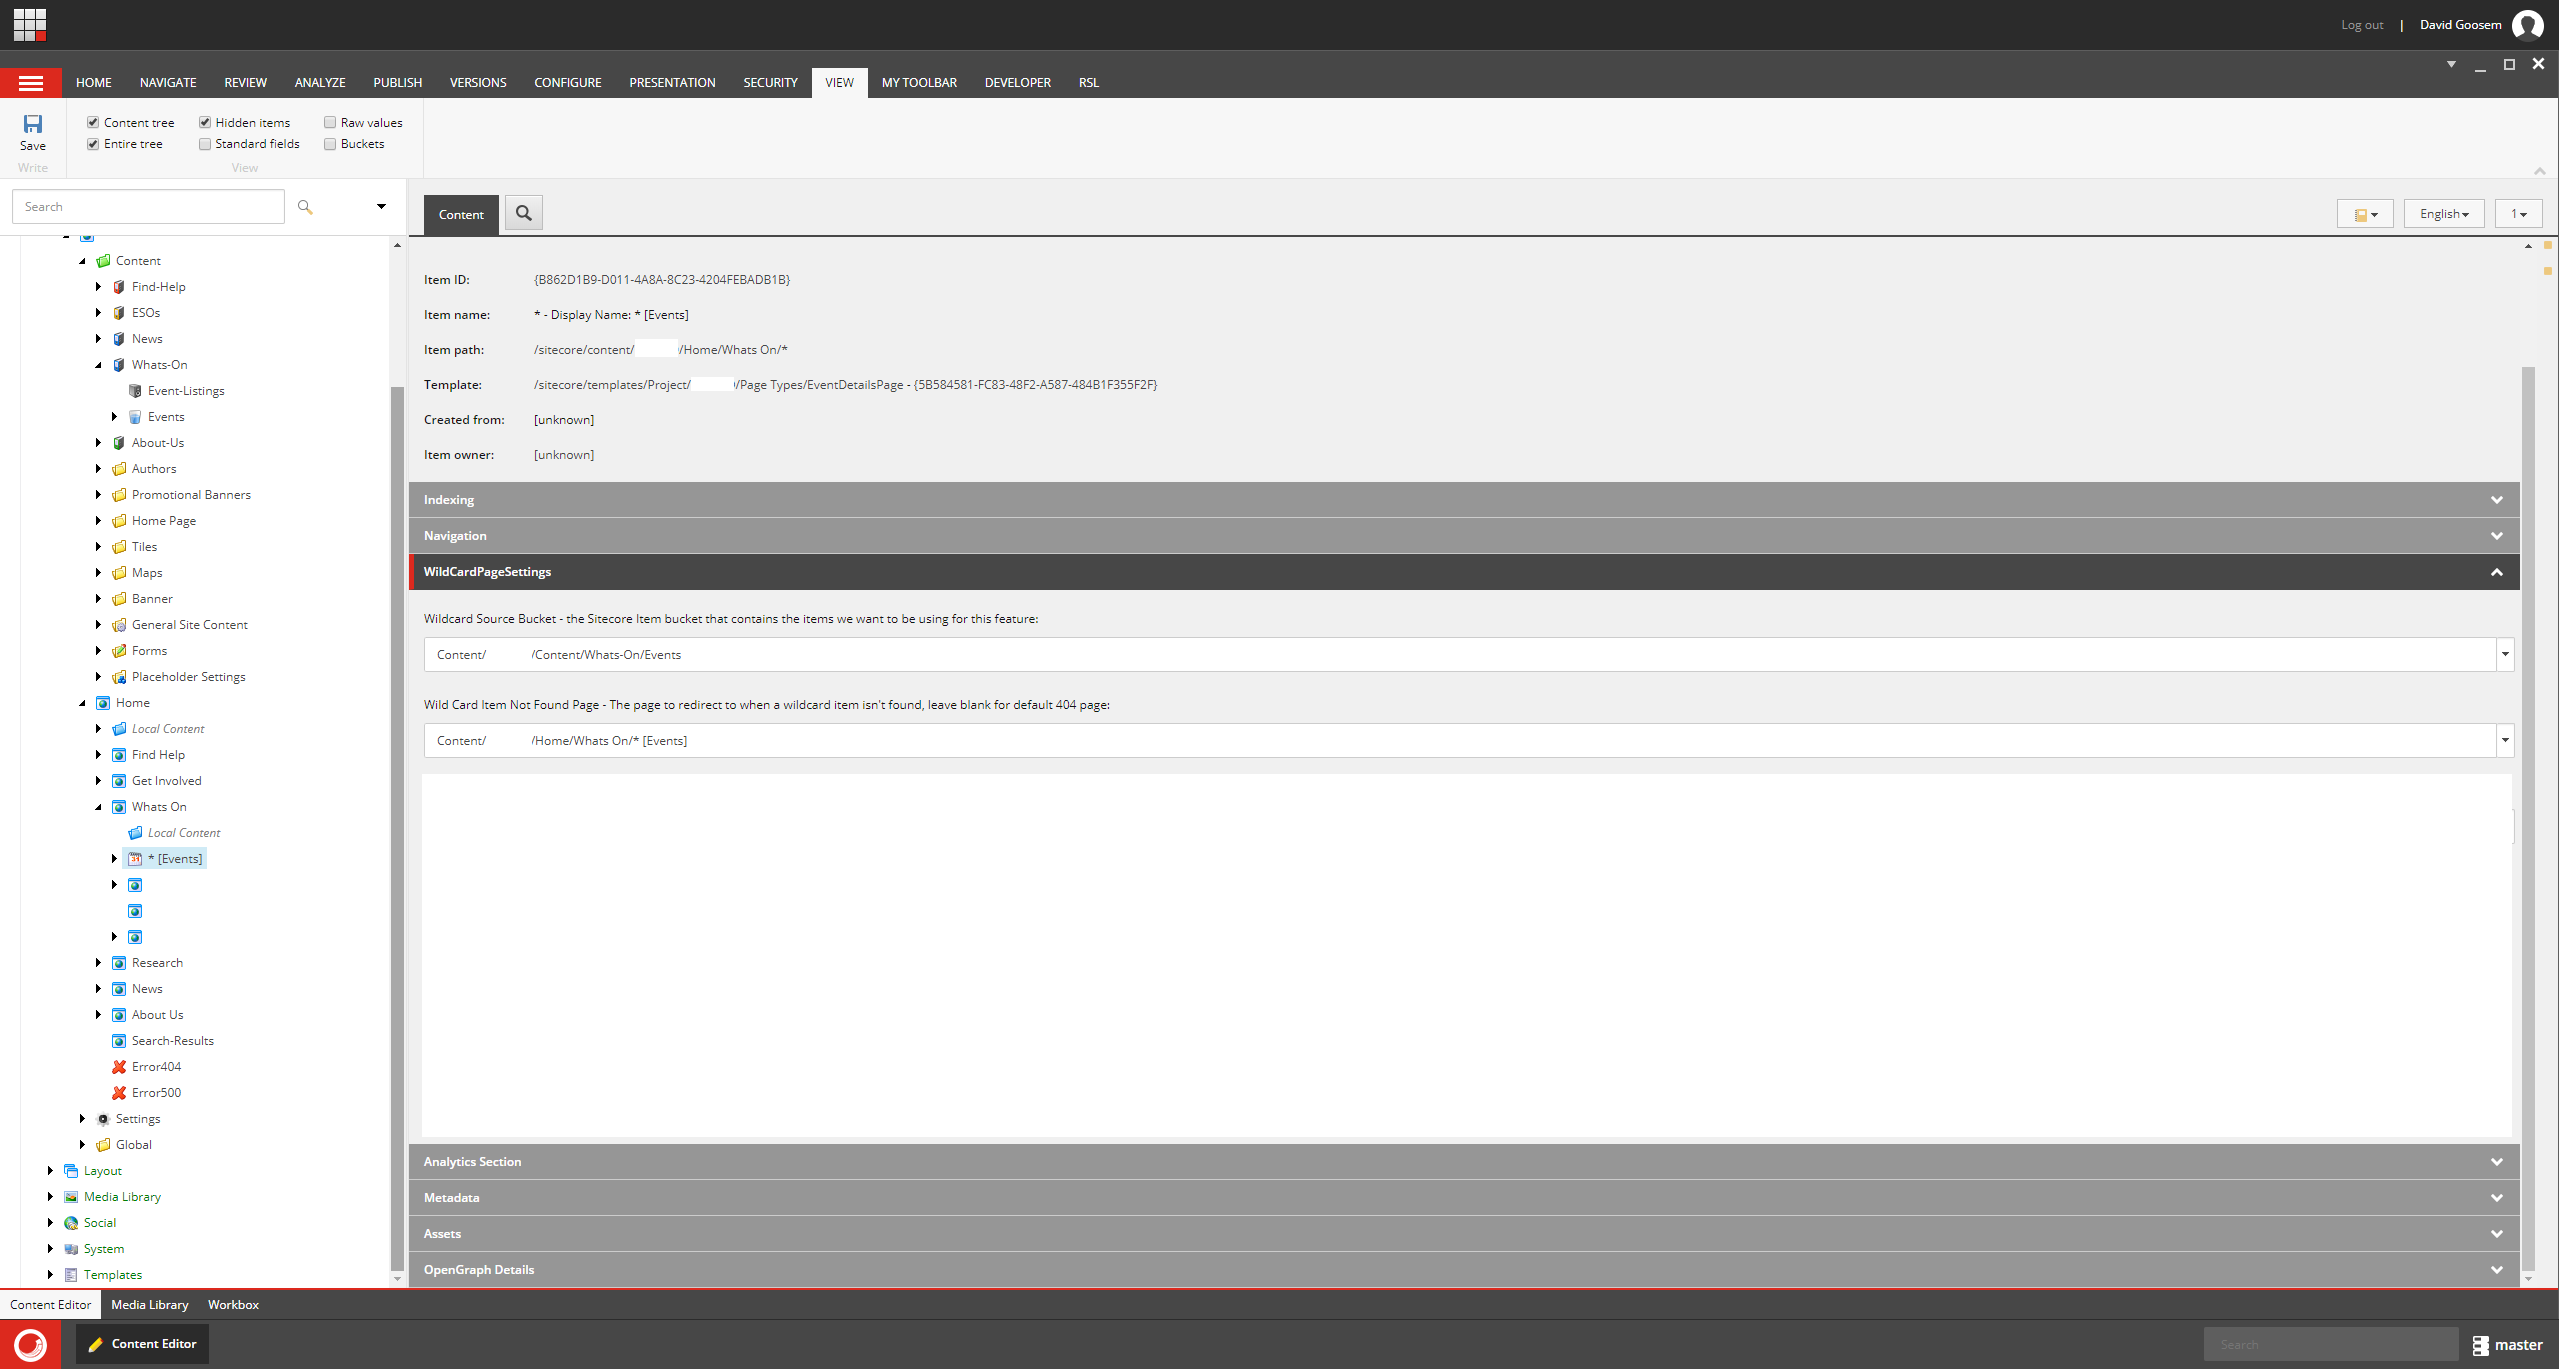 Log out | David Goosem
HOME NAVIGATE REVIEW ANALYZE PUBLISH VERSIONS CONFIGURE PRESENTATION SECURITY VIEW MY TOOLBAR DEVELOPER RSL
Save
Write
Content tree Hidden items Raw values
Entire tree Standard fields Buckets
View
Search
Content
English 1
Content
Find-Help
ESOs
News
Whats-On
Event-Listings
Events
About-Us
Authors
Promotional Banners
Home Page
Tiles
Maps
Banner
General Site Content
Forms
Placeholder Settings
Home
Local Content
Find Help
Get Involved
Whats On
Local Content
* [Events]
Research
News
About Us
Search-Results
Error404
Error500
Settings
Global
Layout
Media Library
Social
System
Templates
Item ID: {B862D1B9-D011-4A8A-8C23-4204FEBADB1B}
Item name: * - Display Name: * [Events]
Item path: /sitecore/content/ /Home/Whats On/*
Template: /sitecore/templates/Project/ /Page Types/EventDetailsPage - {5B584581-FC83-48F2-A587-484B1F355F2F}
Created from: [unknown]
Item owner: [unknown]
Indexing
Navigation
WildCardPageSettings
Wildcard Source Bucket - the Sitecore Item bucket that contains the items we want to be using for this feature:
Content/ /Content/Whats-On/Events
Wild Card Item Not Found Page - The page to redirect to when a wildcard item isn't found, leave blank for default 404 page:
Content/ /Home/Whats On/* [Events]
Analytics Section
Metadata
Assets
OpenGraph Details
Content Editor Media Library Workbox
Content Editor
Search
master